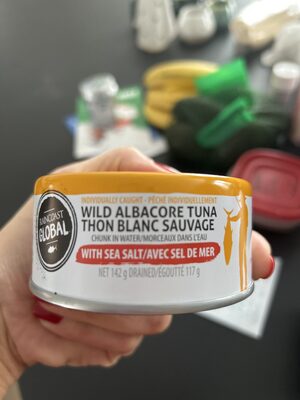 RAINCOAST
GLOBAL
INDIVIDUALLY CAUGHT • PÊCHÉ INDIVIDUELLEMENT
WILD ALBACORE TUNA
THON BLANC SAUVAGE
CHUNK IN WATER/MORCEAUX DANS L'EAU
WITH SEA SALT/AVEC SEL DE MER
NET 142 g DRAINED/ÉGOUTTÉ 117 g